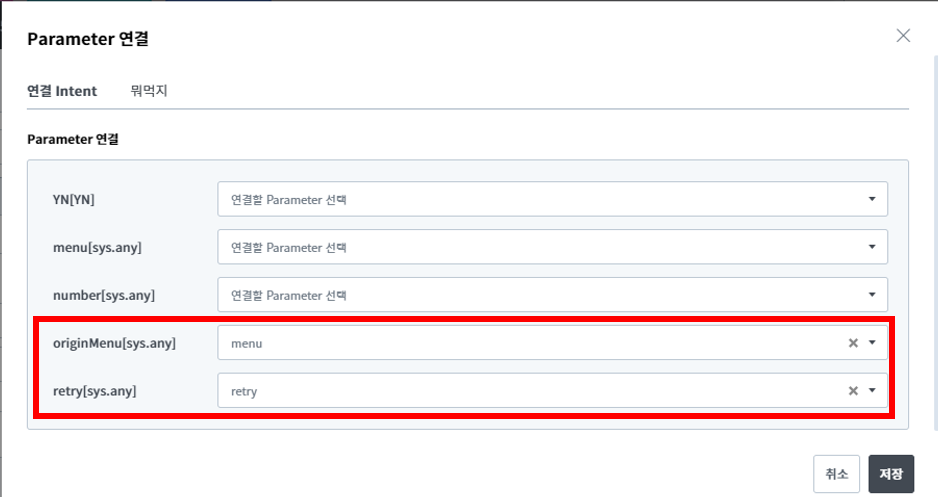 Parameter 연결
연결 Intent 뭐먹지
Parameter 연결
YN[YN] 연결할 Parameter 선택
menu[sys.any] 연결할 Parameter 선택
number[sys.any] 연결할 Parameter 선택
originMenu[sys.any] menu
retry[sys.any] retry
취소 저장